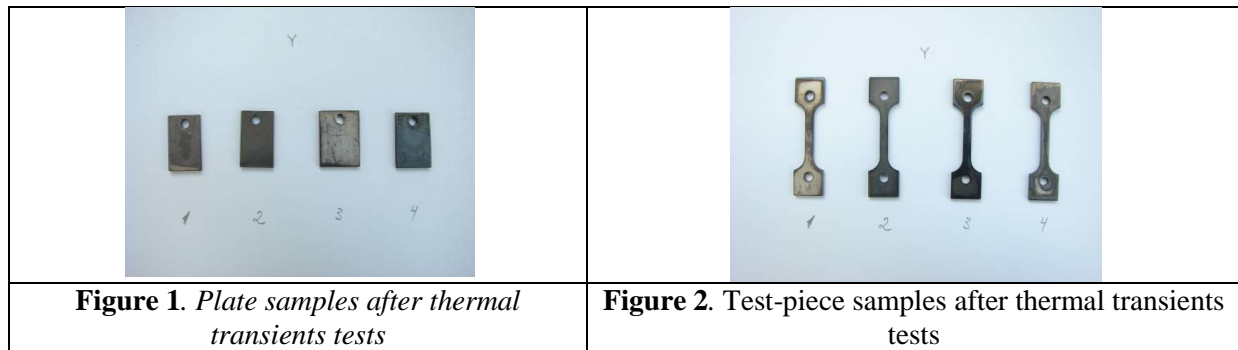 Y
1 2 3 4
Figure 1. Plate samples after thermal
transients tests
Y
1 2 3 4
Figure 2. Test-piece samples after thermal transients
tests